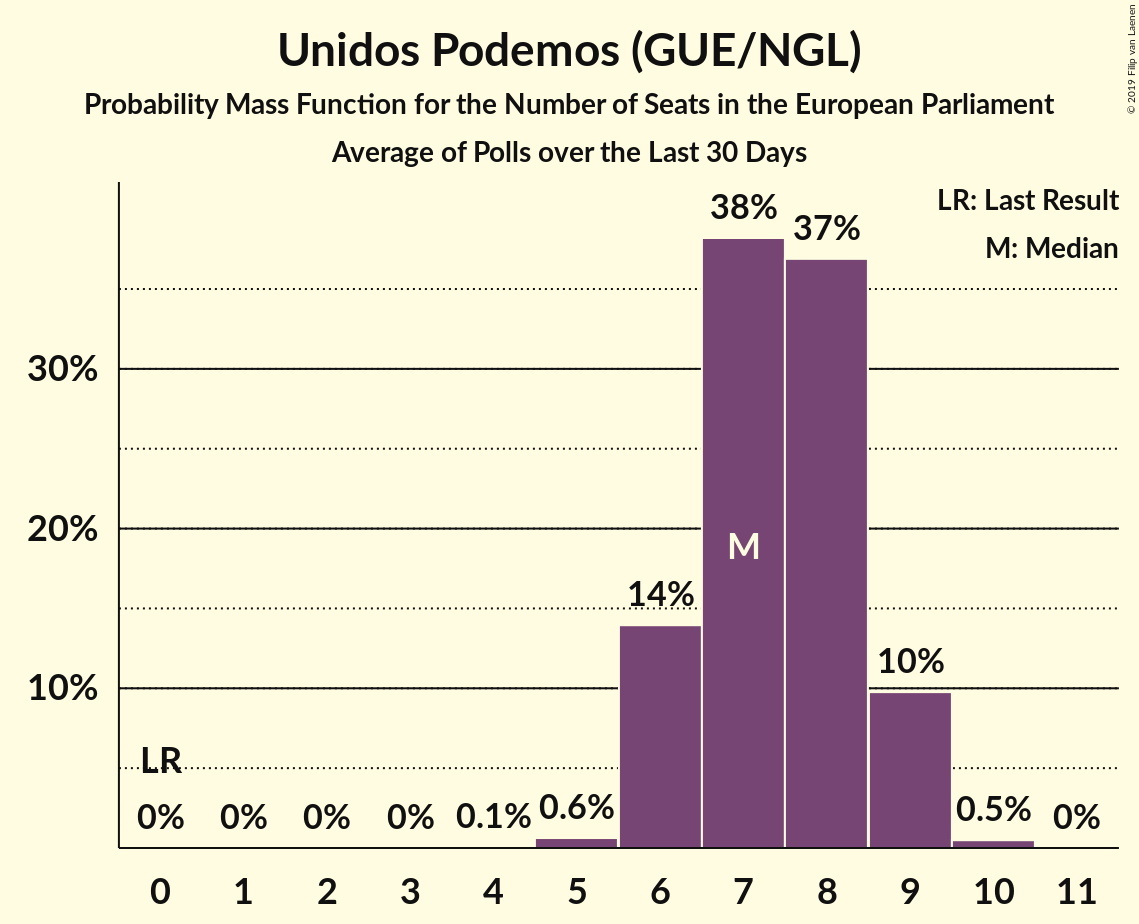 Unidos Podemos (GUE/NGL)
Probability Mass Function for the Number of Seats in the European Parliament
Average of Polls over the Last 30 Days
© 2019 Filip van Laenen
LR: Last Result
M: Median
38%
37%
30%
20%
M
14%
10%
10%
LR
0%
0%
0%
0%
0.1%
0.6%
0.5%
0%
0 1 2 3 4 5 6 7 8 9 10 11